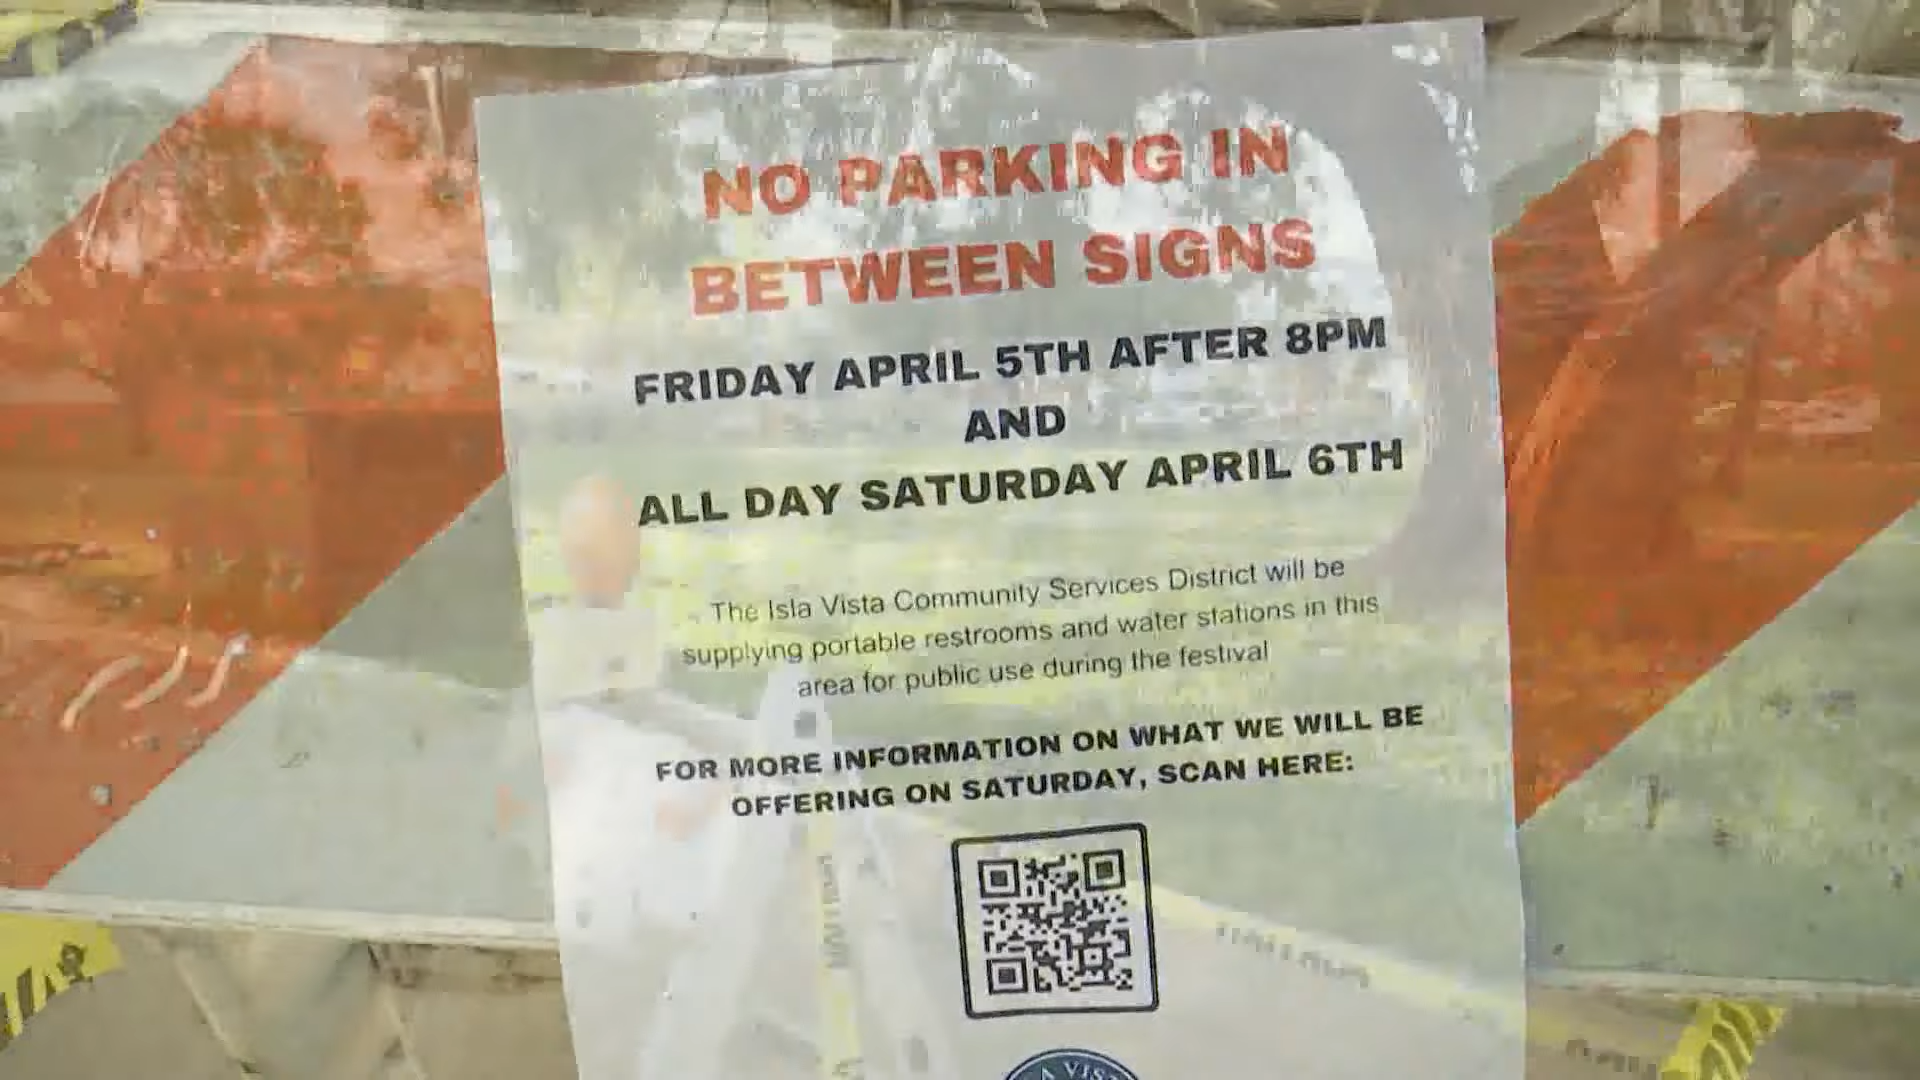 NO PARKING IN
BETWEEN SIGNS
FRIDAY APRIL 5TH AFTER 8PM
AND
ALL DAY SATURDAY APRIL 6TH
The Isla Vista Community Services District will be
supplying portable restrooms and water stations in this
area for public use during the festival
FOR MORE INFORMATION ON WHAT WE WILL BE
OFFERING ON SATURDAY, SCAN HERE: